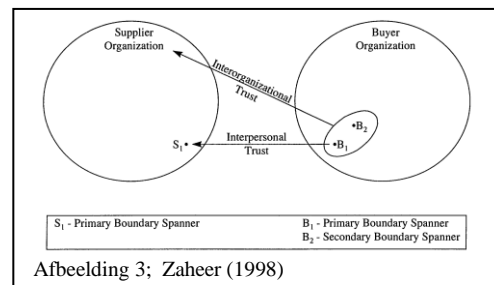 Supplier
Organization
Buyer
Organization
Interorganizational
Trust
•B₂
S₁•
Interpersonal
Trust
•B₁
S₁ - Primary Boundary Spanner
B₁ - Primary Boundary Spanner
B₂ - Secondary Boundary Spanner
Afbeelding 3; Zaheer (1998)